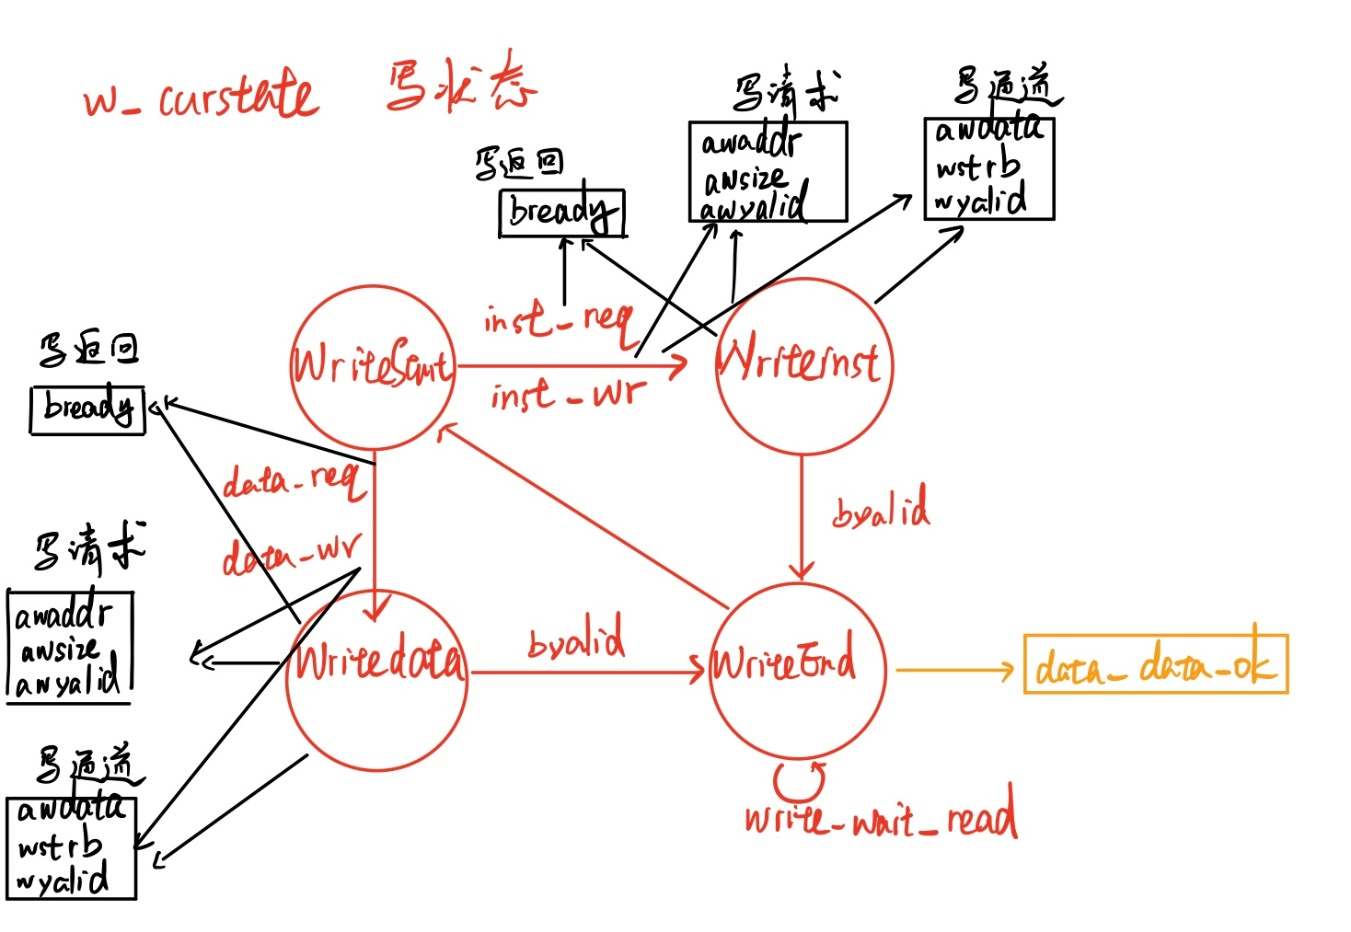 w_curstate 写状态
写请求
awaddr
awsize
awvalid
写通道
awdata
wstrb
wvalid
写返回
bready
inst_req
inst_wr
WriteInst
写返回
bready
data_req
data_wr
bvalid
写请求
awaddr
awsize
awvalid
Writedata
bvalid
WriteEnd
data_data_ok
写通道
awdata
wstrb
wvalid
write_wait_read